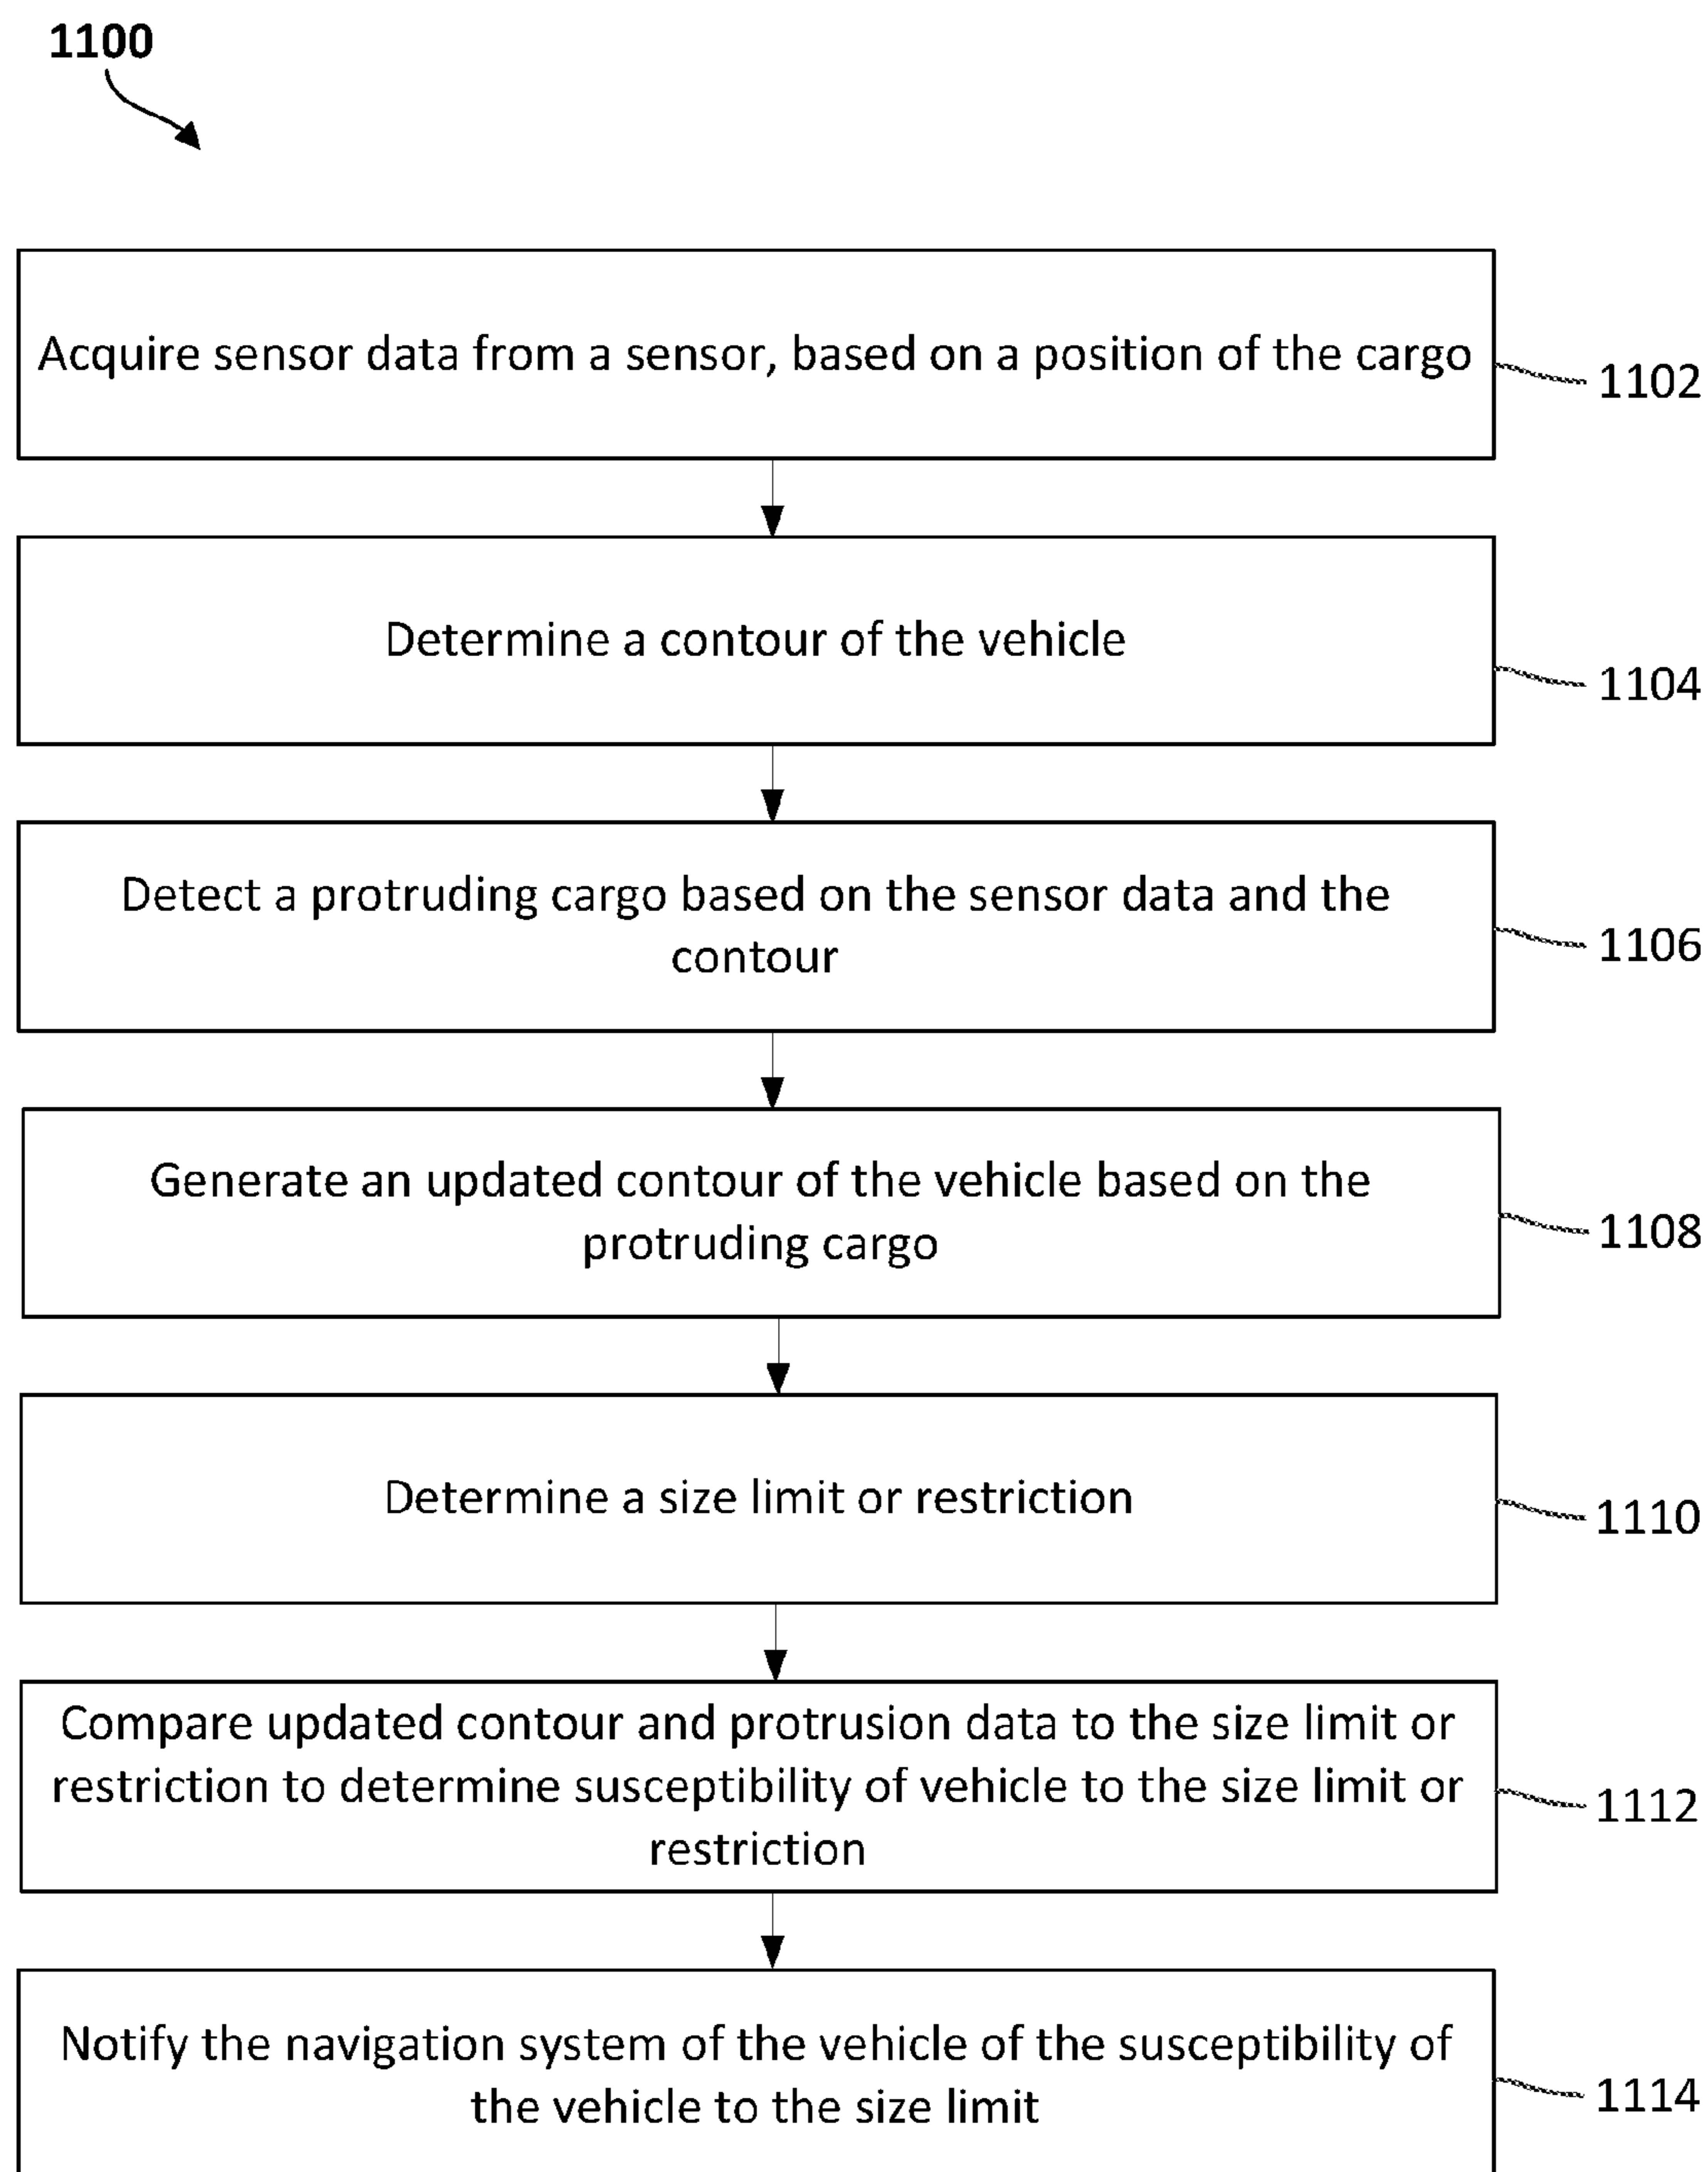 1100
Acquire sensor data from a sensor, based on a position of the cargo
1102
Determine a contour of the vehicle
1104
Detect a protruding cargo based on the sensor data and the
contour
1106
Generate an updated contour of the vehicle based on the
protruding cargo
1108
Determine a size limit or restriction
1110
Compare updated contour and protrusion data to the size limit or
restriction to determine susceptibility of vehicle to the size limit or
restriction
1112
Notify the navigation system of the vehicle of the susceptibility of
the vehicle to the size limit
1114